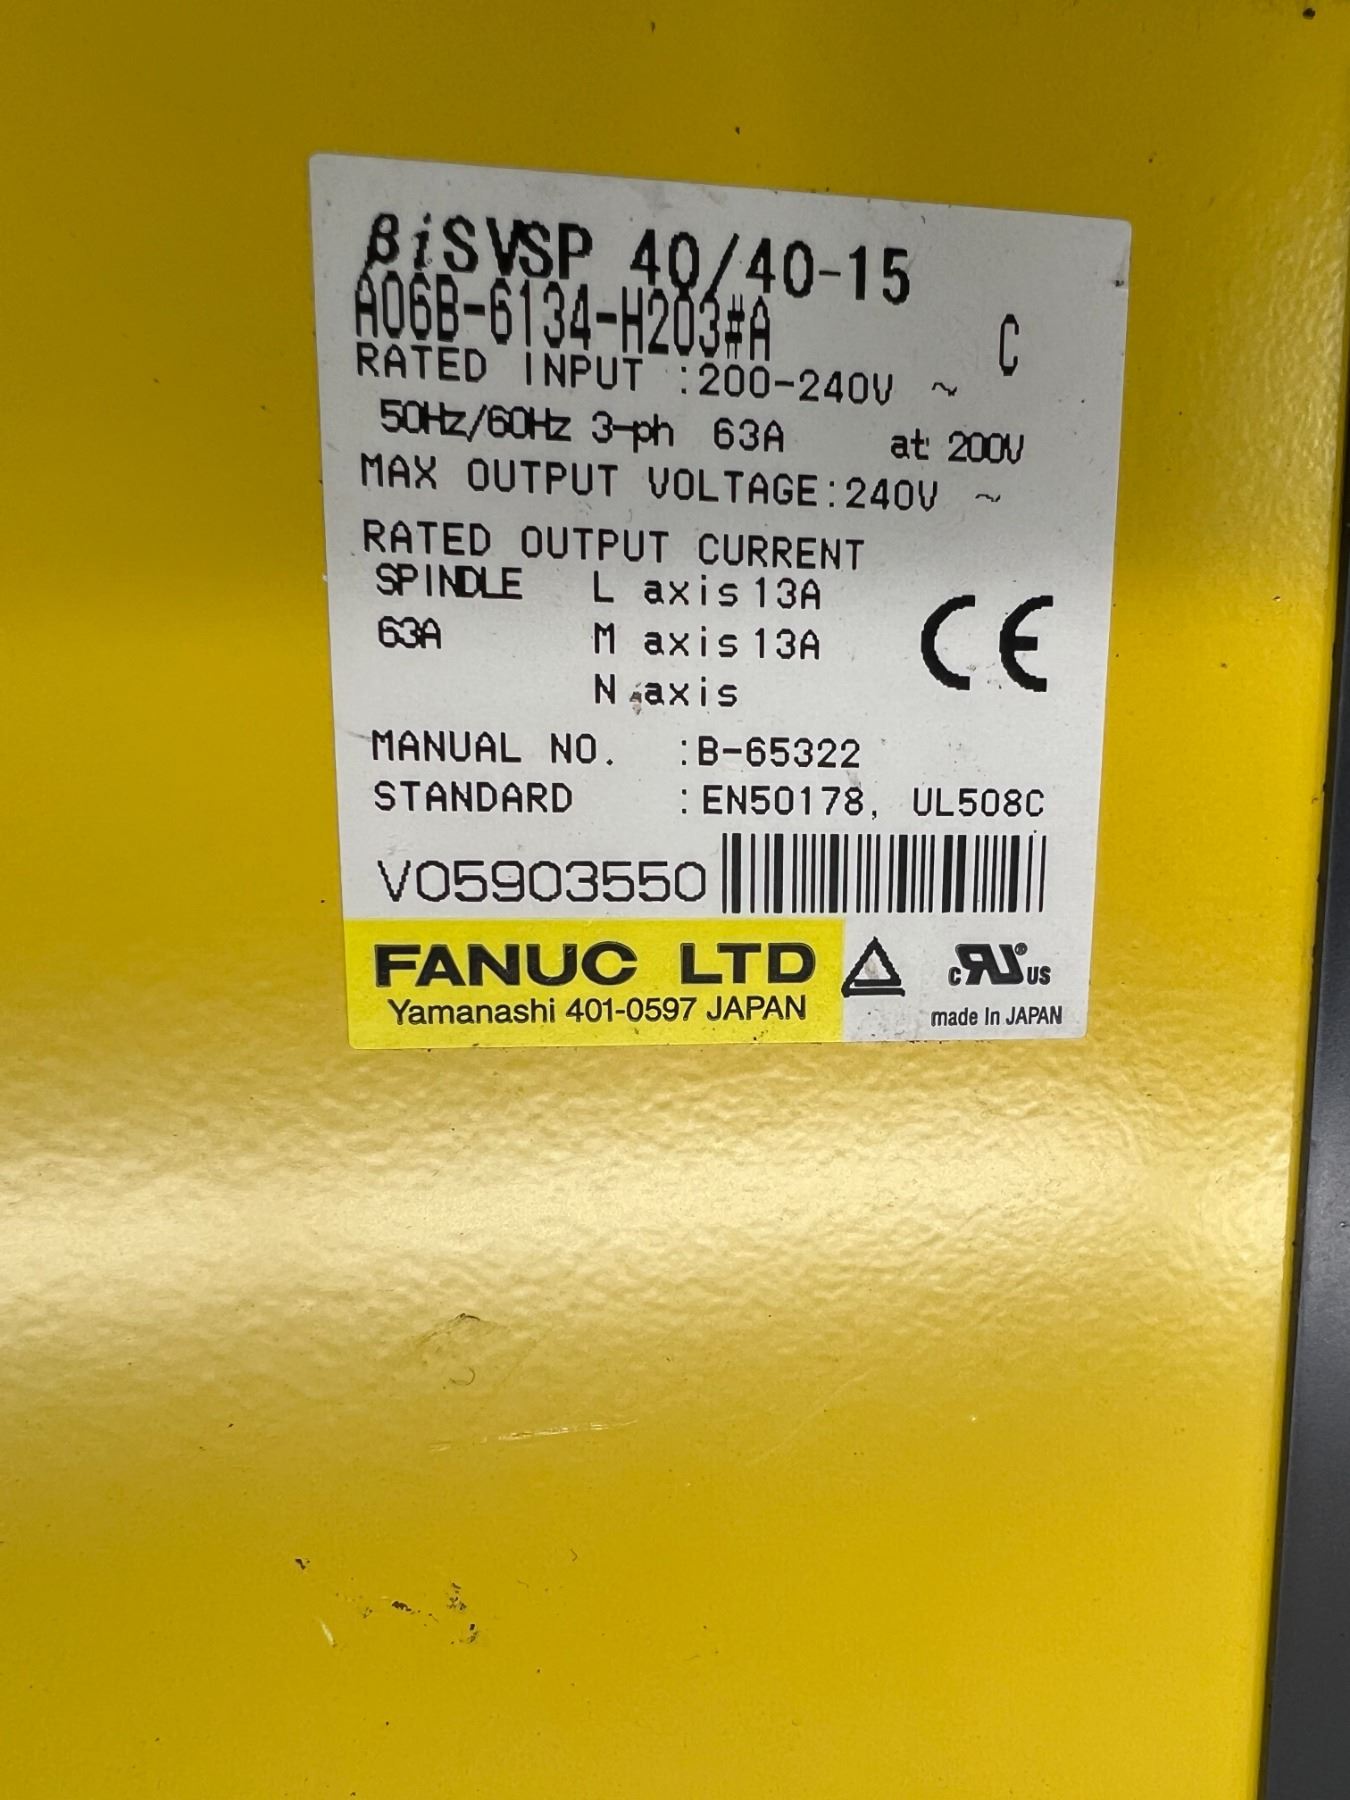 βiSVSP 40/40-15
A06B-6134-H203#A C
RATED INPUT :200-240V ~
50Hz/60Hz 3-ph 63A at 200V
MAX OUTPUT VOLTAGE:240V ~
RATED OUTPUT CURRENT
SPINDLE L axis 13A
63A M axis 13A
N axis
CE
MANUAL NO. :B-65322
STANDARD :EN50178, UL508C
V05903550
FANUC LTD
Yamanashi 401-0597 JAPAN
c RU ® US
made in JAPAN